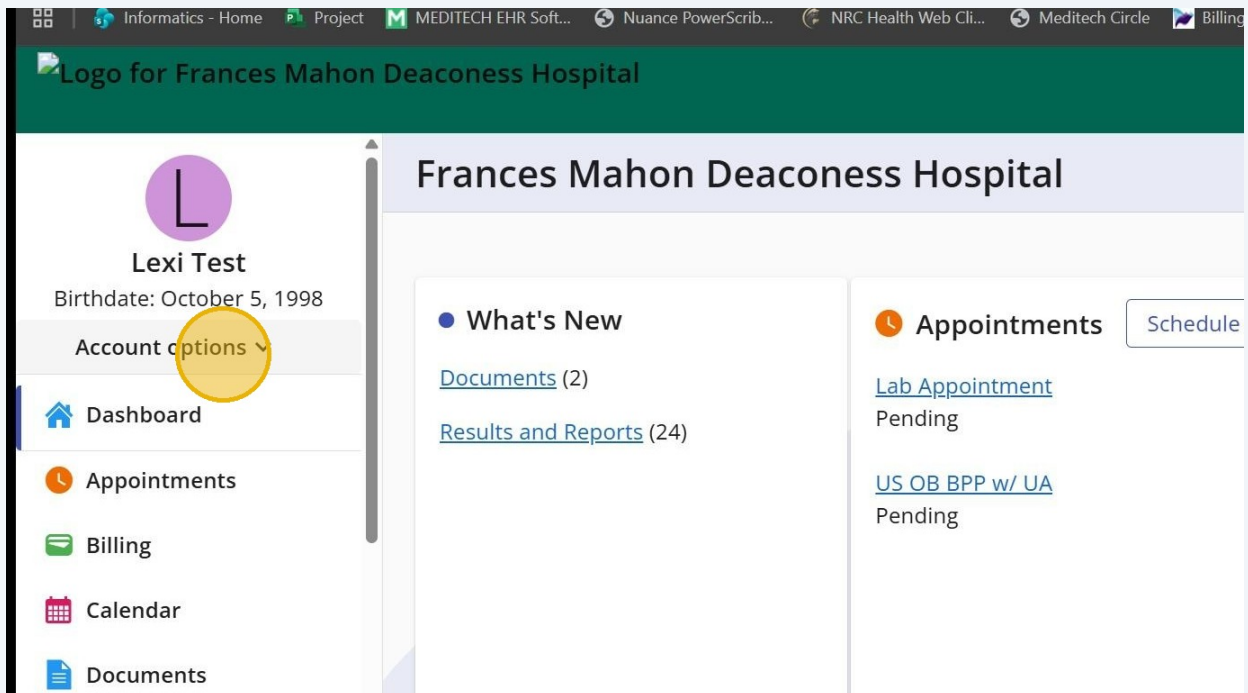 Informatics - Home Project MEDITECH EHR Soft... Nuance PowerScrib... NRC Health Web Cli... Meditech Circle Billing
Logo for Frances Mahon Deaconess Hospital
L
Lexi Test
Birthdate: October 5, 1998
Account options
Dashboard
Appointments
Billing
Calendar
Documents
Frances Mahon Deaconess Hospital
What's New
Documents (2)
Results and Reports (24)
Appointments Schedule
Lab Appointment
Pending
US OB BPP w/ UA
Pending